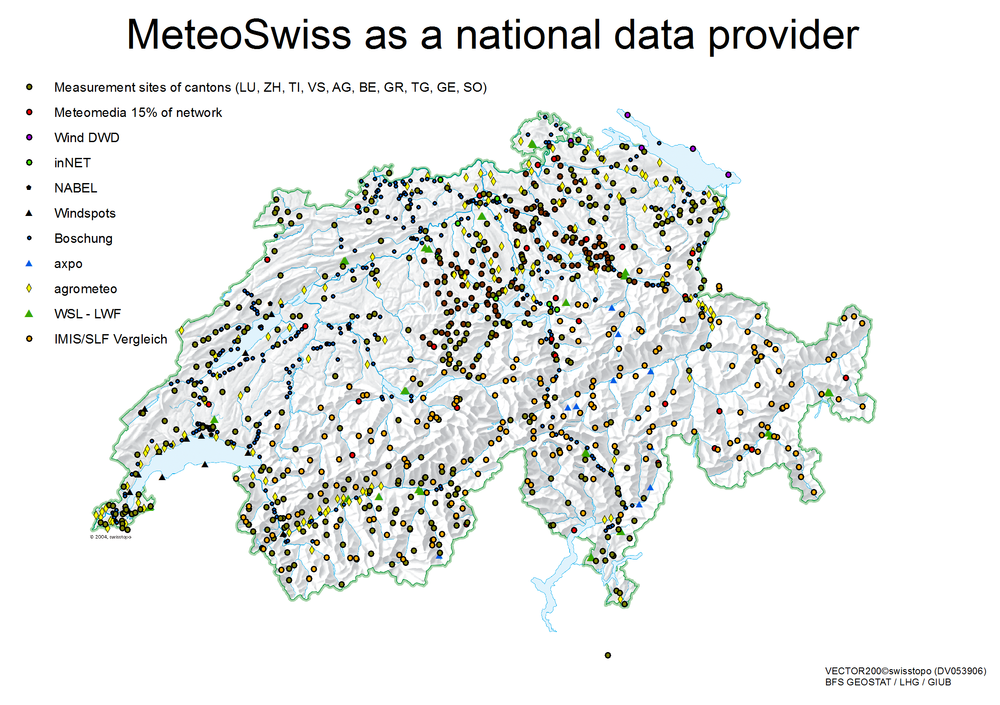 MeteoSwiss as a national data provider
Measurement sites of cantons (LU, ZH, TI, VS, AG, BE, GR, TG, GE, SO)
Meteomedia 15% of network
Wind DWD
inNET
NABEL
Windspots
Boschung
axpo
agrometeo
WSL - LWF
IMIS/SLF Vergleich
© 2004, swisstopo
VECTOR200©swisstopo (DV053906)
BFS GEOSTAT / LHG / GIUB